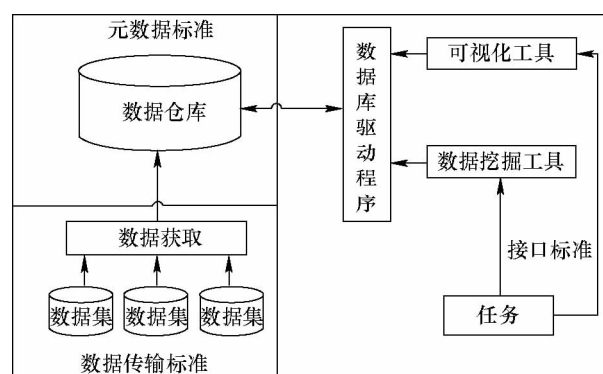 元数据标准
数据仓库
数据获取
数据集
数据集
数据集
数据传输标准
数据库驱动程序
可视化工具
数据挖掘工具
接口标准
任务